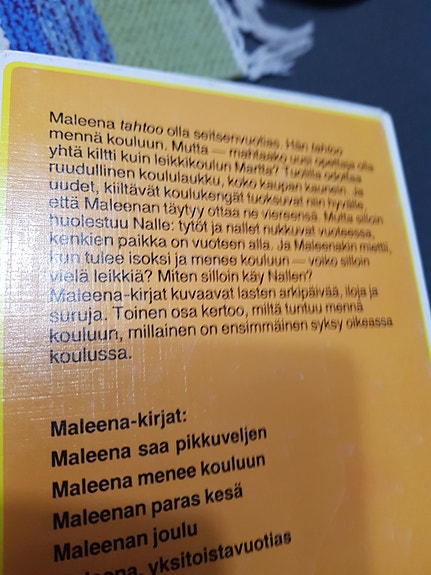 Maleena tahtoo olla seitsenvuotias. Hän tahtoo
mennä kouluun. Mutta — mahtaako uusi opettaja olla
yhtä kiltti kuin leikkikoulun Martta? Tuolilla odottaa
ruudullinen koululaukku, koko kaupan kaunein. Ja
uudet, kiiltävät koulukengät tuoksuvat niin hyvälle,
että Maleenan täytyy ottaa ne viereensä. Mutta silloin
huolestuu Nalle: tytöt ja nallet nukkuvat vuoteessa,
kenkien paikka on vuoteen alla. Ja Maleenakin miettii,
kun tulee isoksi ja menee kouluun — voiko silloin
vielä leikkiä? Miten silloin käy Nallen?
Maleena-kirjat kuvaavat lasten arkipäivää, iloja ja
suruja. Toinen osa kertoo, miltä tuntuu mennä
kouluun, millainen on ensimmäinen syksy oikeassa
koulussa.
Maleena-kirjat:
Maleena saa pikkuveljen
Maleena menee kouluun
Maleenan paras kesä
Maleenan joulu
yksitoistavuotias